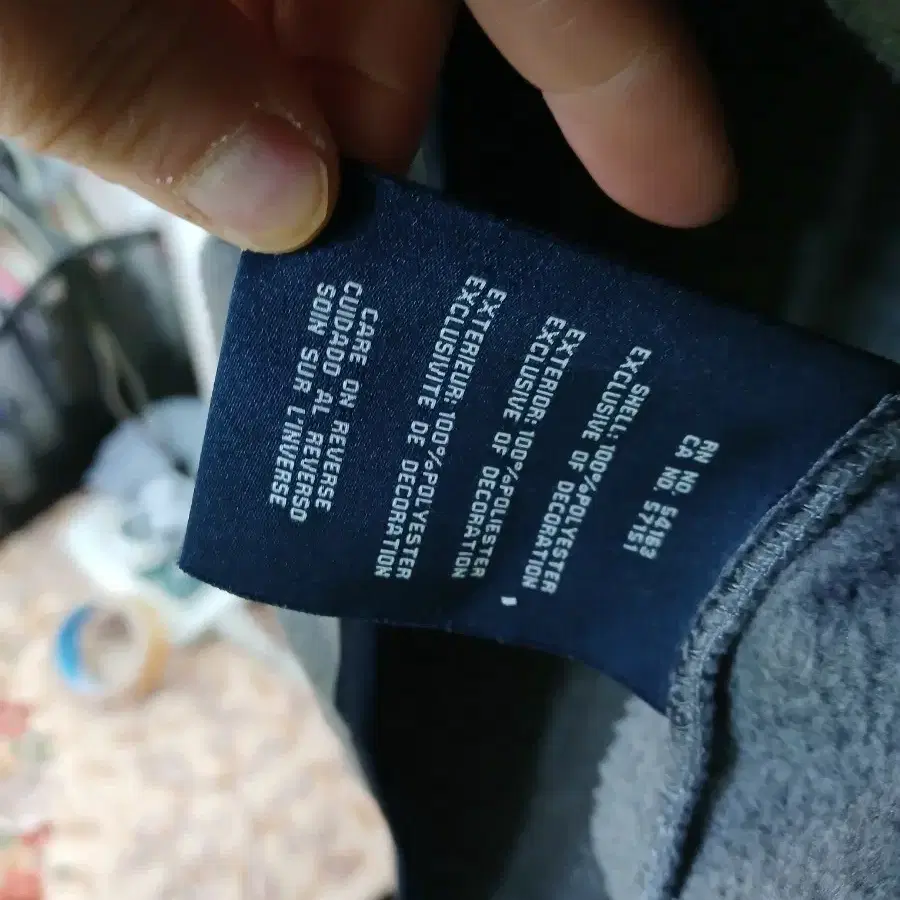 RN NO. 54163
CA NO. 57151
SHELL: 100%POLYESTER
EXCLUSIVE OF DECORATION
EXTERIOR: 100%POLIESTER
EXCLUSIVE OF DECORATION
EXTERIEUR: 100%POLYESTER
EXCLUSIVITE DE DECORATION
CARE ON REVERSE
CUIDADO AL REVERSO
SOIN SUR L'INVERSE